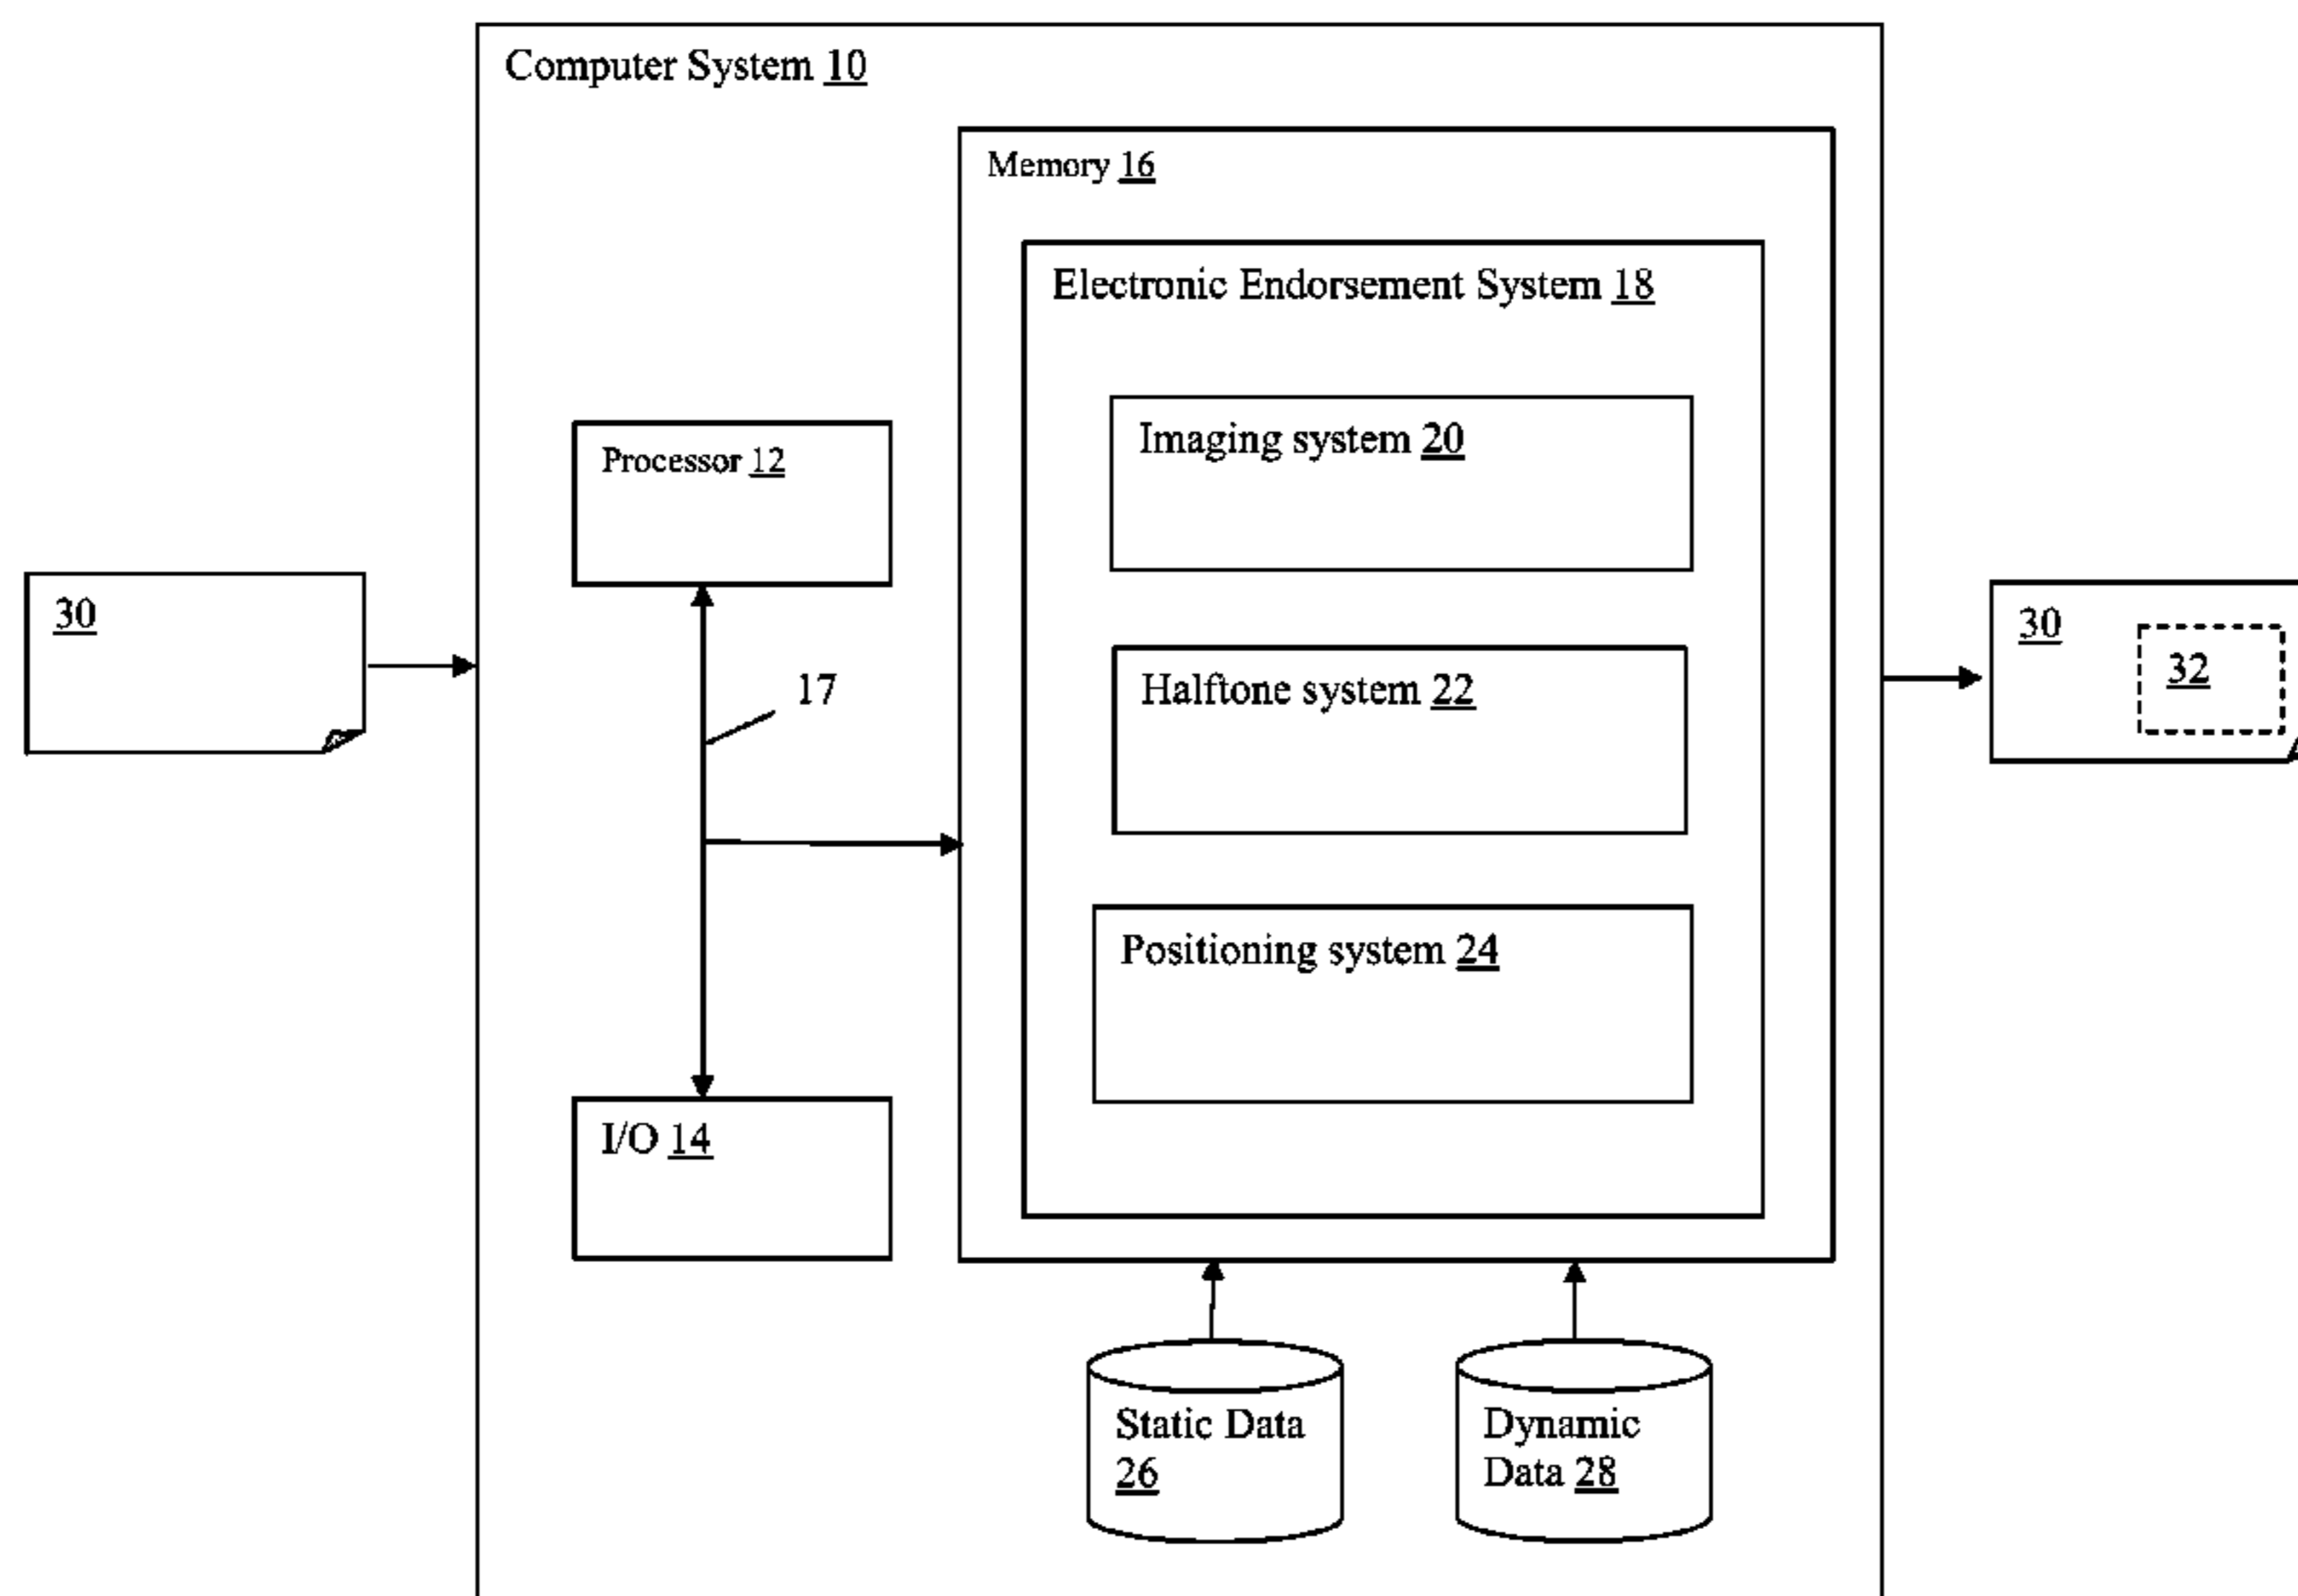 Computer System 10
Memory 16
Electronic Endorsement System 18
Imaging system 20
Processor 12
30
30
32
17
Halftone system 22
Positioning system 24
I/O 14
Static Data
26
Dynamic
Data 28